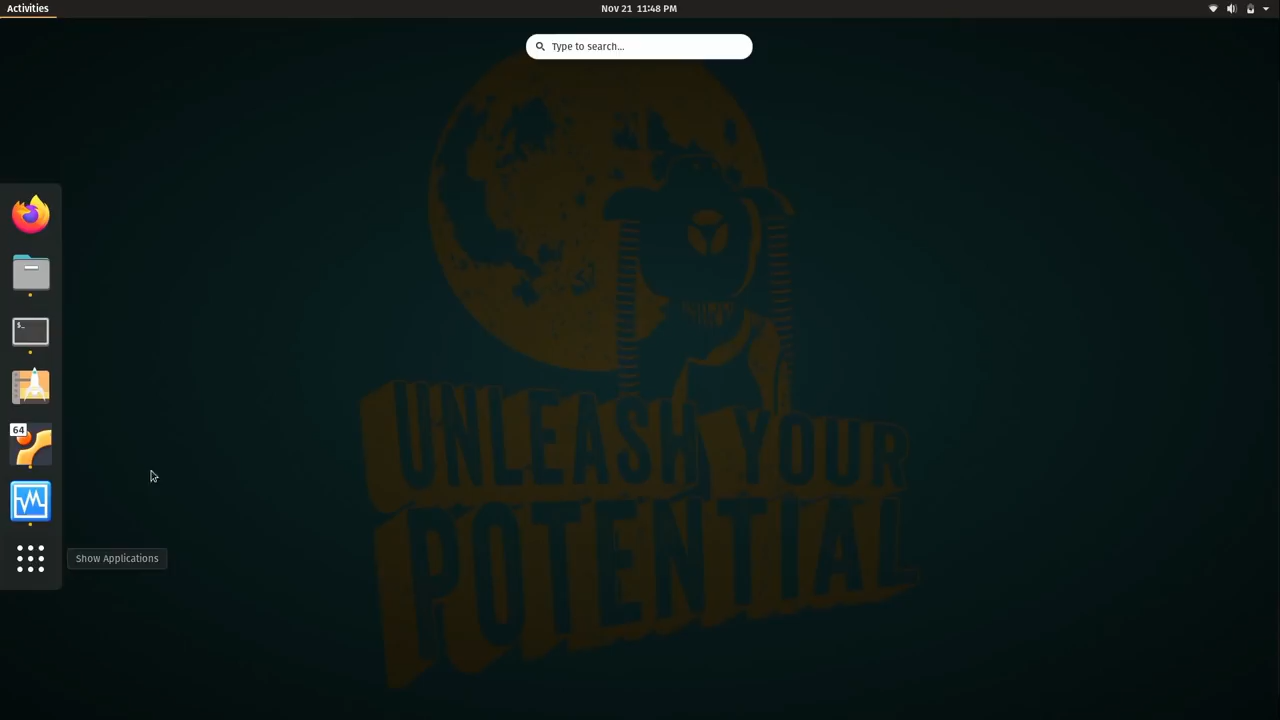 Activities
Nov 21 11:48 PM
Type to search...
UNLEASH YOUR
POTENTIAL
$_
64
Show Applications